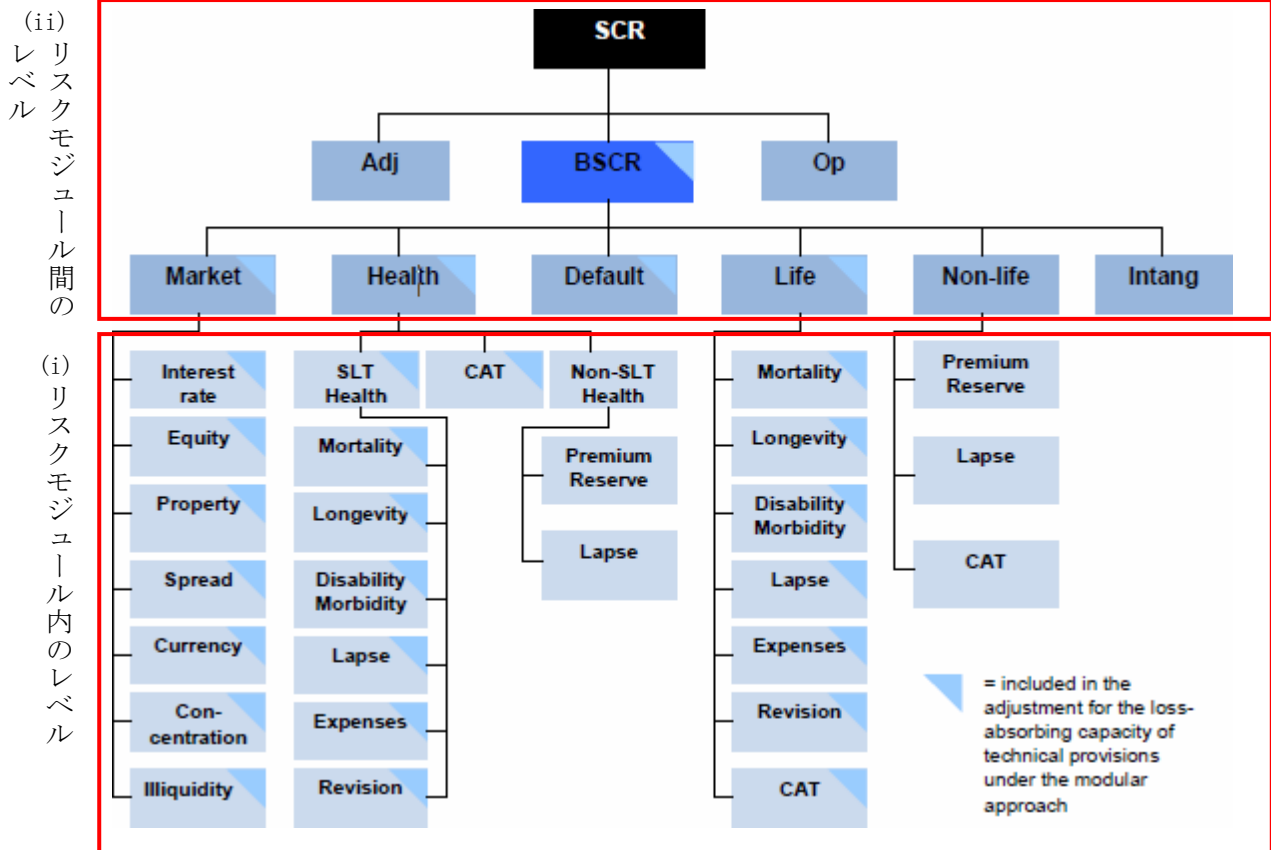 (ii)
リスクモジュール間の
レベル
SCR
Adj
BSCR
Op
Market
Health
Default
Life
Non-life
Intang
(i)
リスクモジュール内のレベル
Interest
rate
Equity
Property
Spread
Currency
Con-
centration
Illiquidity
SLT
Health
Mortality
Longevity
Disability
Morbidity
Lapse
Expenses
Revision
CAT
Non-SLT
Health
Premium
Reserve
Lapse
Mortality
Longevity
Disability
Morbidity
Lapse
Expenses
Revision
CAT
Premium
Reserve
Lapse
CAT
= included in the
adjustment for the loss-
absorbing capacity of
technical provisions
under the modular
approach